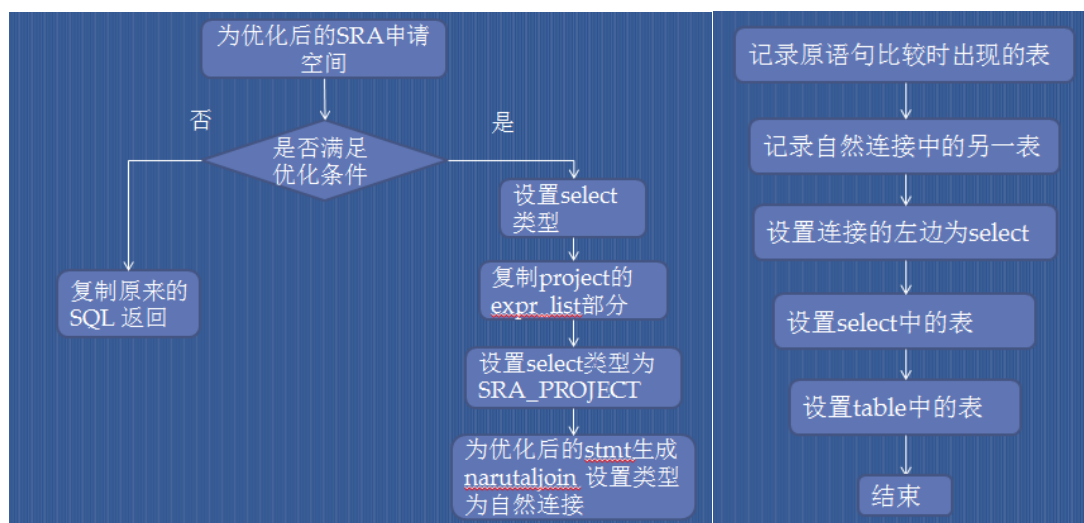 为优化后的SRA申请
空间
否
是
是否满足
优化条件
设置select
类型
复制原来的
SQL 返回
复制project的
expr_list部分
设置select类型为
SRA_PROJECT
为优化后的stmt生成
narutaljoin 设置类型
为自然连接
记录原语句比较时出现的表
记录自然连接中的另一表
设置连接的左边为select
设置select中的表
设置table中的表
结束